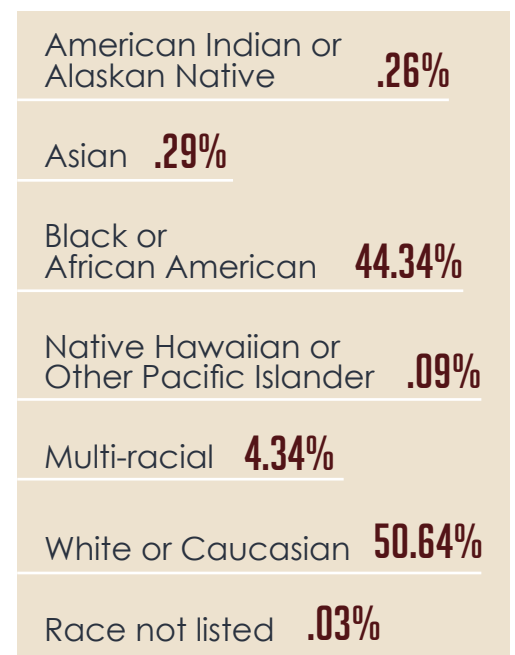 American Indian or
Alaskan Native .26%
Asian .29%
Black or
African American 44.34%
Native Hawaiian or
Other Pacific Islander .09%
Multi-racial 4.34%
White or Caucasian 50.64%
Race not listed .03%